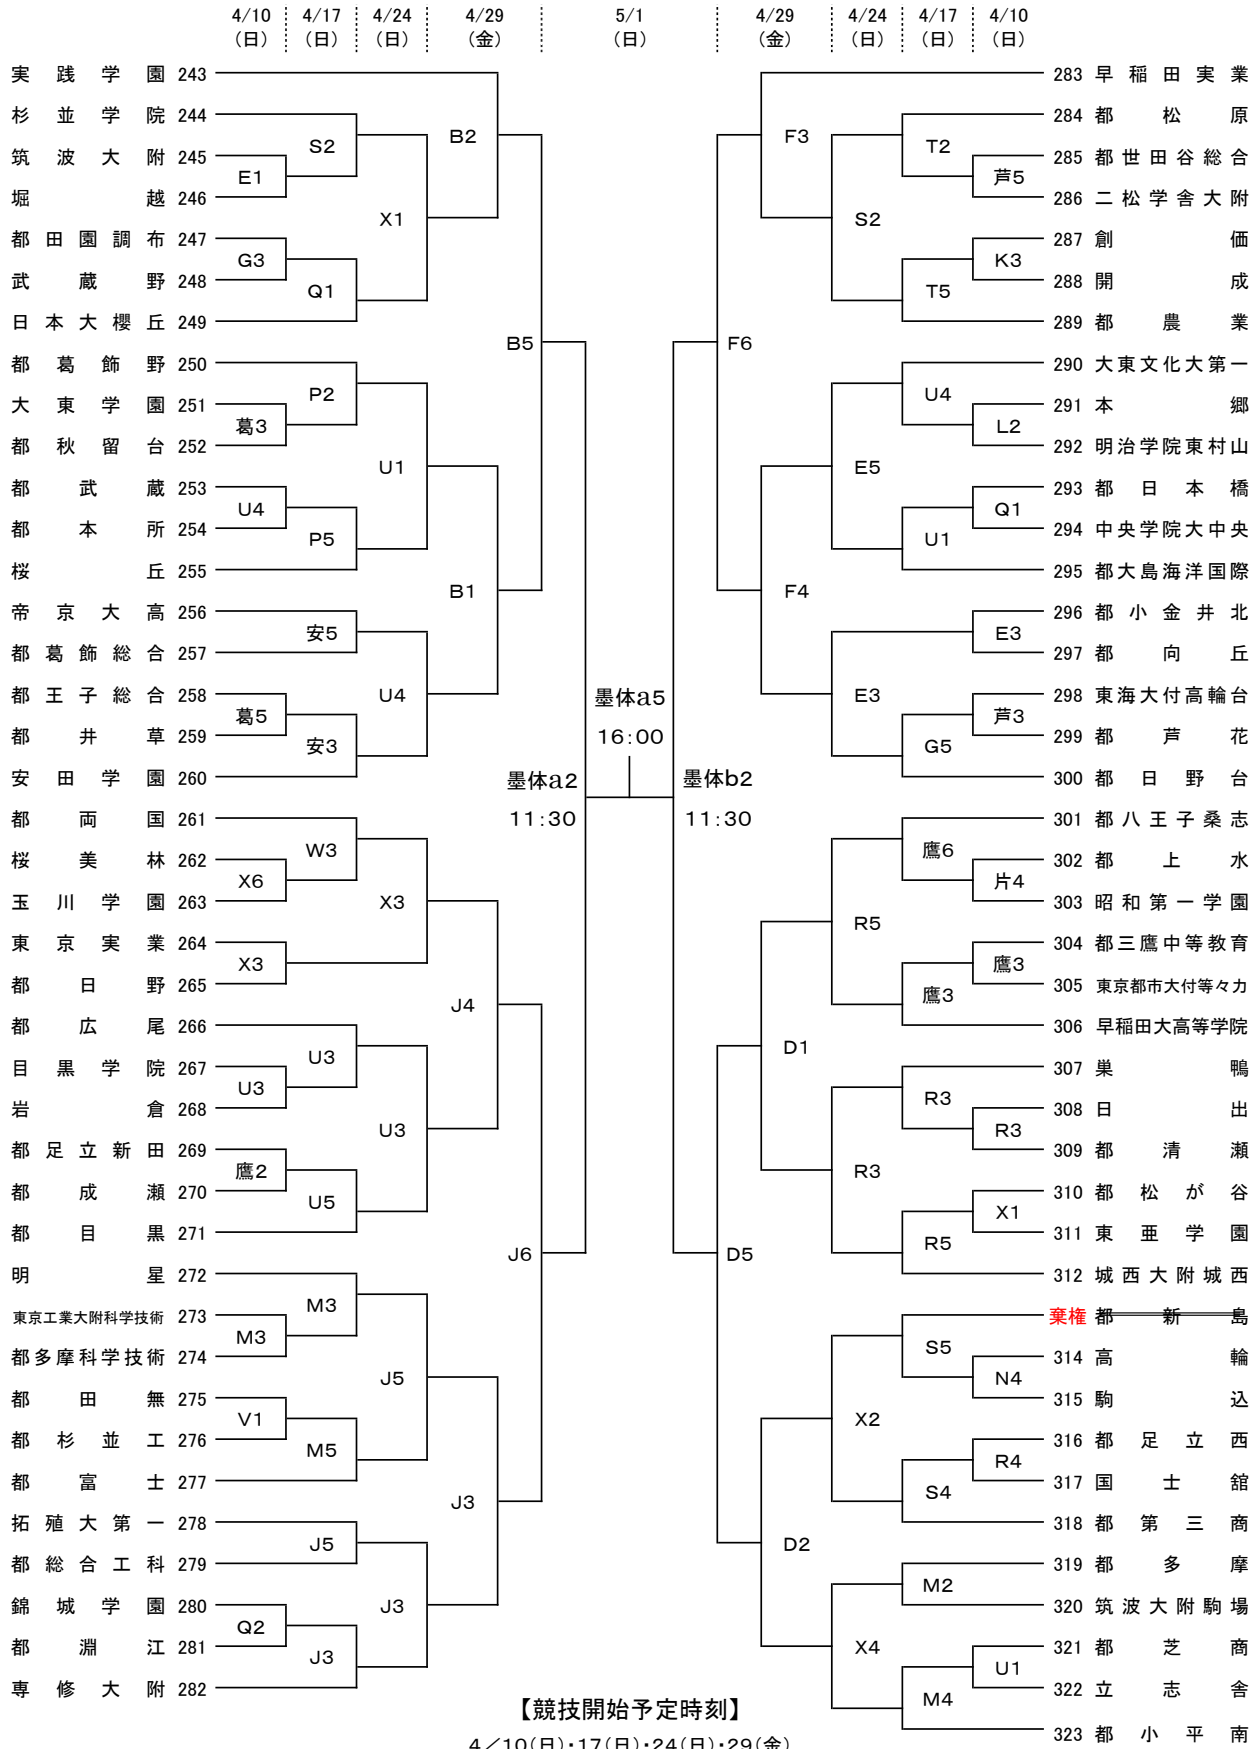 4/10 4/17 4/24 4/29 5/1 4/29 4/24 4/17 4/10
(日) (日) (日) (金) (日) (金) (日) (日) (日)
実践学園 243 283 早稲田実業
杉並学院 244 B2 F3 284 都松原
S2 T2
筑波大附 245 285 都世田谷総合
E1 芦5
堀越 246 286 二松学舎大附
X1 S2
都田園調布 247 287 創価
G3 K3
武蔵野 248 288 開成
Q1 T5
日本大櫻丘 249 289 都農業
B5 F6
都葛飾野 250 290 大東文化大第一
P2 U4
大東学園 251 291 本郷
葛3 L2
都秋留台 252 292 明治学院東村山
U1 E5
都武蔵 253 293 都日本橋
U4 Q1
都本所 254 294 中央学院大中央
P5 U1
桜丘 255 295 都大島海洋国際
B1 F4
帝京大高 256 296 都小金井北
安5 E3
都葛飾総合 257 297 都向丘
都王子総合 258 U4 墨体a5 E3 298 東海大付高輪台
葛5 芦3
都井草 259 16:00 299 都芦花
安3 G5
安田学園 260 墨体a2 墨体b2 300 都日野台
都両国 261 11:30 11:30 301 都八王子桑志
W3 鷹6
桜美林 262 302 都上水
X6 片4
玉川学園 263 303 昭和第一学園
X3 R5
東京実業 264 304 都三鷹中等教育
X3 鷹3
都日野 265 305 東京都市大付等々力
鷹3
J4
都広尾 266 306 早稲田大高等学院
U3 D1
目黒学院 267 307 巣鴨
U3 R3
岩倉 268 308 日出
U3 R3
都足立新田 269 309 都清瀬
鷹2 R3
都成瀬 270 310 都松が谷
U5 X1
都目黒 271 311 東亜学園
J6 D5 R5
明星 272 312 城西大附城西
M3
東京工業大附科学技術 273 棄権 都新島
M3 S5
都多摩科学技術 274 314 高輪
J5 N4
都田無 275 315 駒込
V1 X2
都杉並工 276 316 都足立西
M5 R4
都富士 277 317 国士舘
J3 S4
拓殖大第一 278 318 都第三商
J5 D2
都総合工科 279 319 都多摩
M2
錦城学園 280 J3 320 筑波大附駒場
Q2
都淵江 281 X4 321 都芝商
J3 U1
専修大附 282 322 立志舎
【競技開始予定時刻】 M4
323 都小平南
4/10(日)・17(日)・24(日)・29(金)